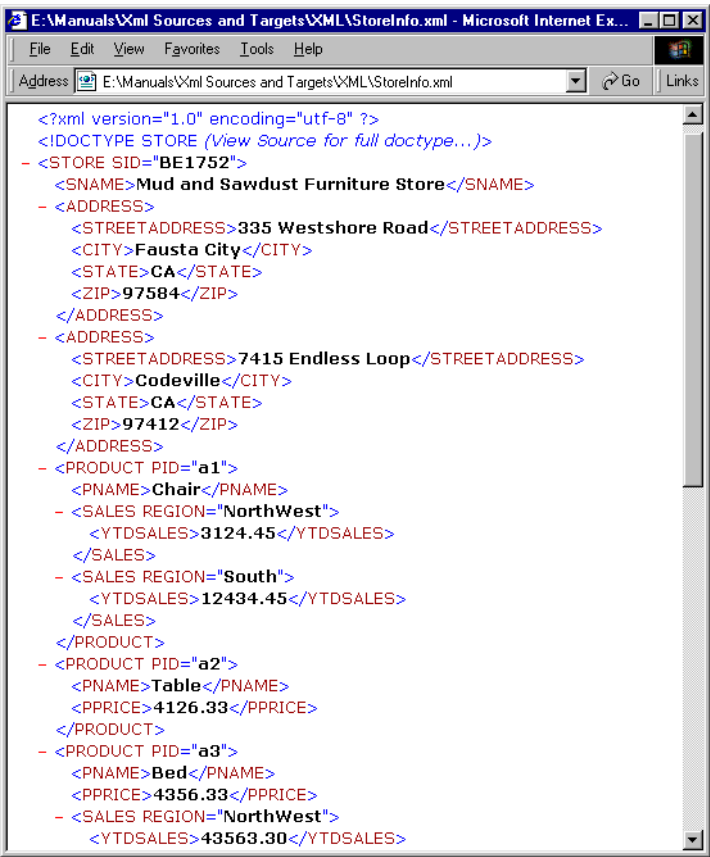 E:\Manuals\Xml Sources and Targets\XML\StoreInfo.xml - Microsoft Internet Ex...
File Edit View Favorites Tools Help
Address E:\Manuals\Xml Sources and Targets\XML\StoreInfo.xml Go Links
<?xml version="1.0" encoding="utf-8" ?>
<!DOCTYPE STORE (View Source for full doctype...)>
- <STORE SID="BE1752">
<SNAME>Mud and Sawdust Furniture Store</SNAME>
- <ADDRESS>
<STREETADDRESS>335 Westshore Road</STREETADDRESS>
<CITY>Fausta City</CITY>
<STATE>CA</STATE>
<ZIP>97584</ZIP>
</ADDRESS>
- <ADDRESS>
<STREETADDRESS>7415 Endless Loop</STREETADDRESS>
<CITY>Codeville</CITY>
<STATE>CA</STATE>
<ZIP>97412</ZIP>
</ADDRESS>
- <PRODUCT PID="a1">
<PNAME>Chair</PNAME>
- <SALES REGION="NorthWest">
<YTDSALES>3124.45</YTDSALES>
</SALES>
- <SALES REGION="South">
<YTDSALES>12434.45</YTDSALES>
</SALES>
</PRODUCT>
- <PRODUCT PID="a2">
<PNAME>Table</PNAME>
<PPRICE>4126.33</PPRICE>
</PRODUCT>
- <PRODUCT PID="a3">
<PNAME>Bed</PNAME>
<PPRICE>4356.33</PPRICE>
- <SALES REGION="NorthWest">
<YTDSALES>43563.30</YTDSALES>